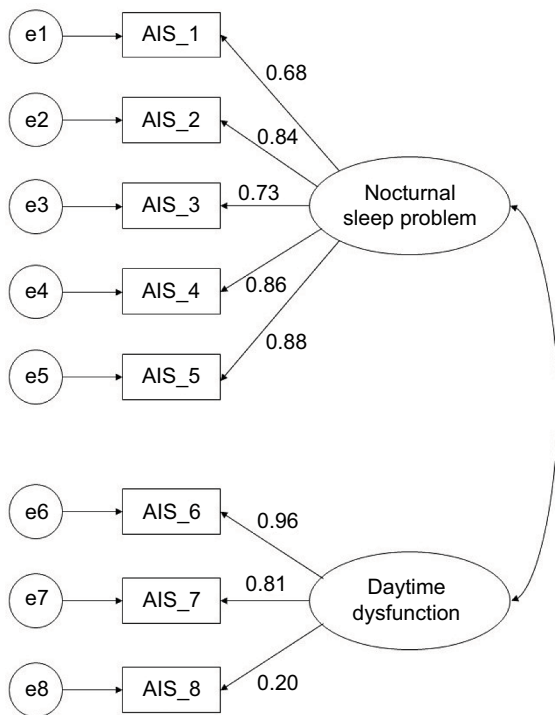 e1 AIS_1
0.68
e2 AIS_2
0.84
e3 AIS_3 0.73 Nocturnal
sleep problem
e4 AIS_4
0.86
0.88
e5 AIS_5
e6 AIS_6
0.96
e7 AIS_7 0.81 Daytime
dysfunction
e8 AIS_8
0.20